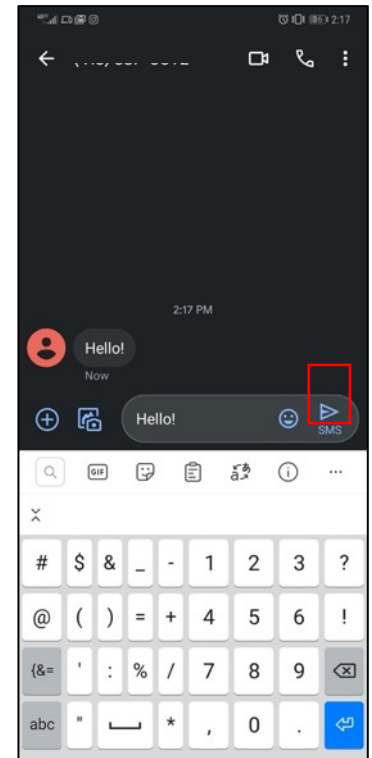 2:17
2:17 PM
Hello!
Now
Hello!
SMS
GIF
あ
# $ & _ - 1 2 3 ?
@ ( ) = + 4 5 6 !
{&= ' : % / 7 8 9
abc " * , 0 .